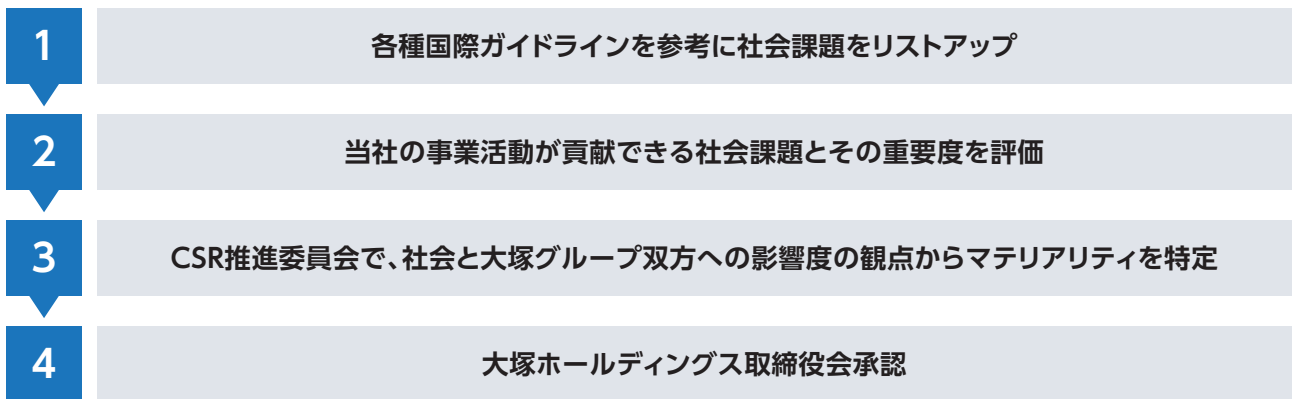 1
各種国際ガイドラインを参考に社会課題をリストアップ
2
当社の事業活動が貢献できる社会課題とその重要度を評価
3
CSR推進委員会で、社会と大塚グループ双方への影響度の観点からマテリアリティを特定
4
大塚ホールディングス取締役会承認